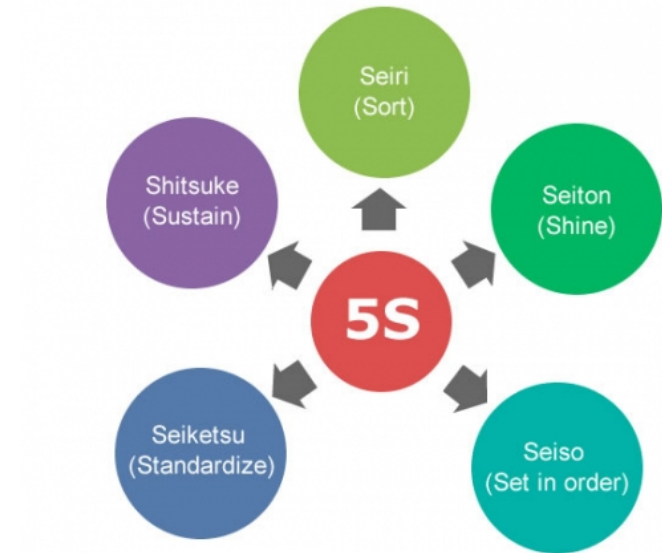 Seiri
(Sort)
Shitsuke
(Sustain)
Seiton
(Shine)
5S
Seiketsu
(Standardize)
Seiso
(Set in order)